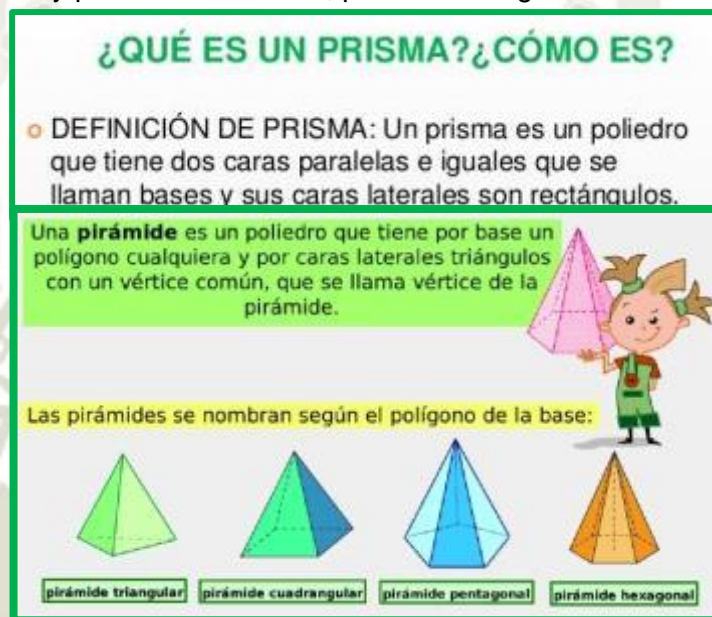 ¿QUÉ ES UN PRISMA?¿CÓMO ES?
DEFINICIÓN DE PRISMA: Un prisma es un poliedro
que tiene dos caras paralelas e iguales que se
llaman bases y sus caras laterales son rectángulos.
Una pirámide es un poliedro que tiene por base un
polígono cualquiera y por caras laterales triángulos
con un vértice común, que se llama vértice de la
pirámide.
Las pirámides se nombran según el polígono de la base:
pirámide triangular
pirámide cuadrangular
pirámide pentagonal
pirámide hexagonal